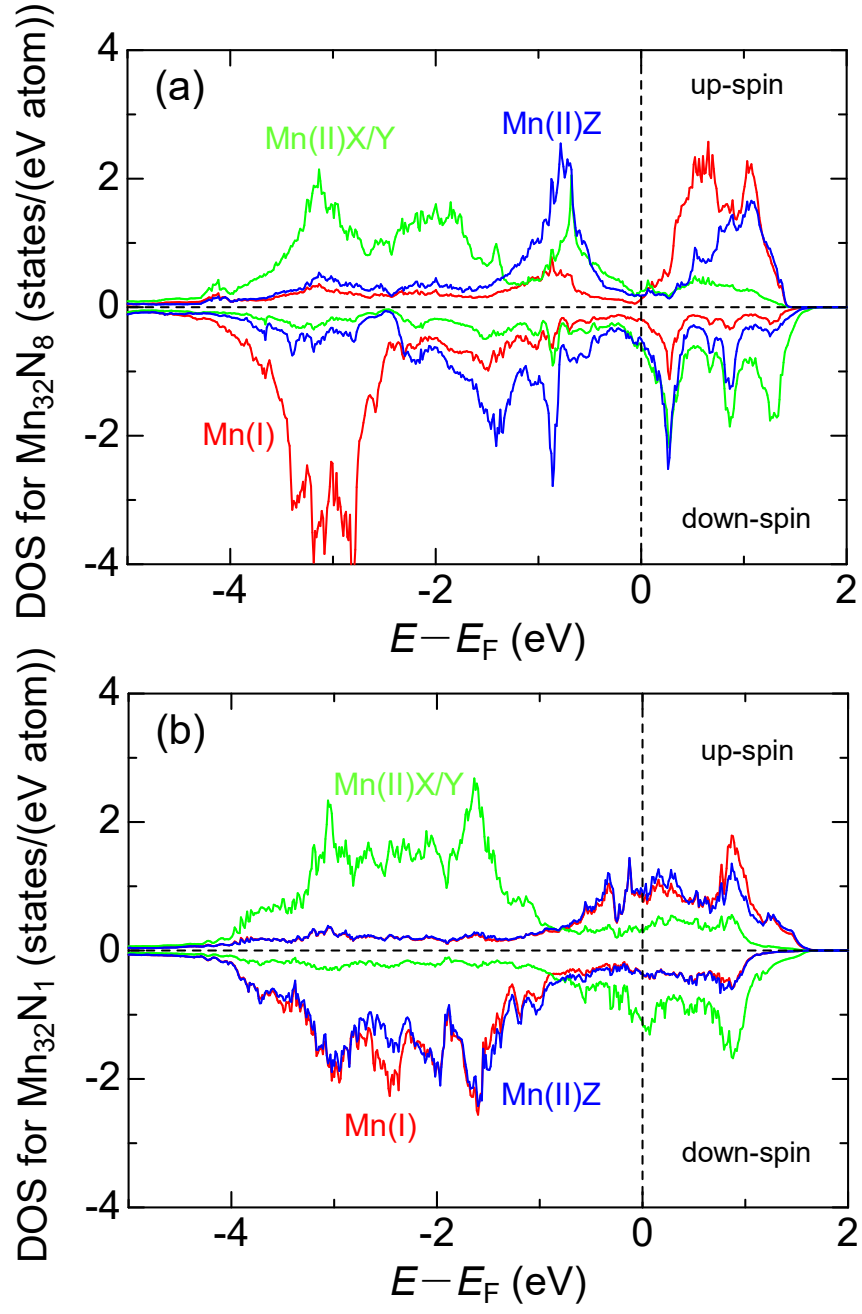 (a)
up-spin
Mn(II)X/Y
Mn(II)Z
Mn(I)
down-spin
4
2
0
-2
-4
DOS for Mn₃₂N₈ (states/(eV atom))
-4
-2
0
2
E−E_F (eV)
(b)
up-spin
Mn(II)X/Y
Mn(I)
Mn(II)Z
down-spin
4
2
0
-2
-4
DOS for Mn₃₂N₁ (states/(eV atom))
-4
-2
0
2
E−E_F (eV)